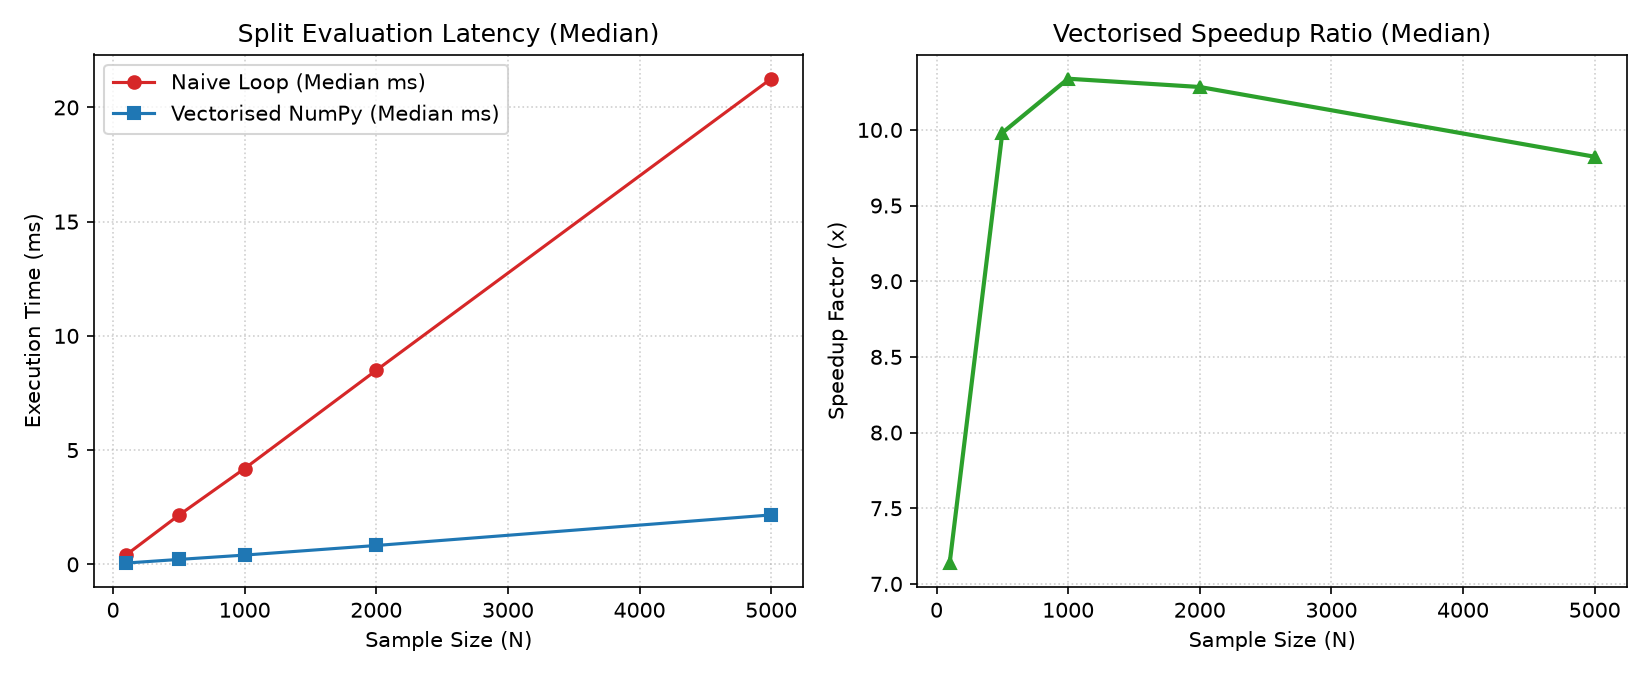 Split Evaluation Latency (Median)
Naive Loop (Median ms)
Vectorised NumPy (Median ms)
Execution Time (ms)
20
15
10
5
0
0 1000 2000 3000 4000 5000
Sample Size (N)
Vectorised Speedup Ratio (Median)
Speedup Factor (x)
10.0
9.5
9.0
8.5
8.0
7.5
7.0
0 1000 2000 3000 4000 5000
Sample Size (N)